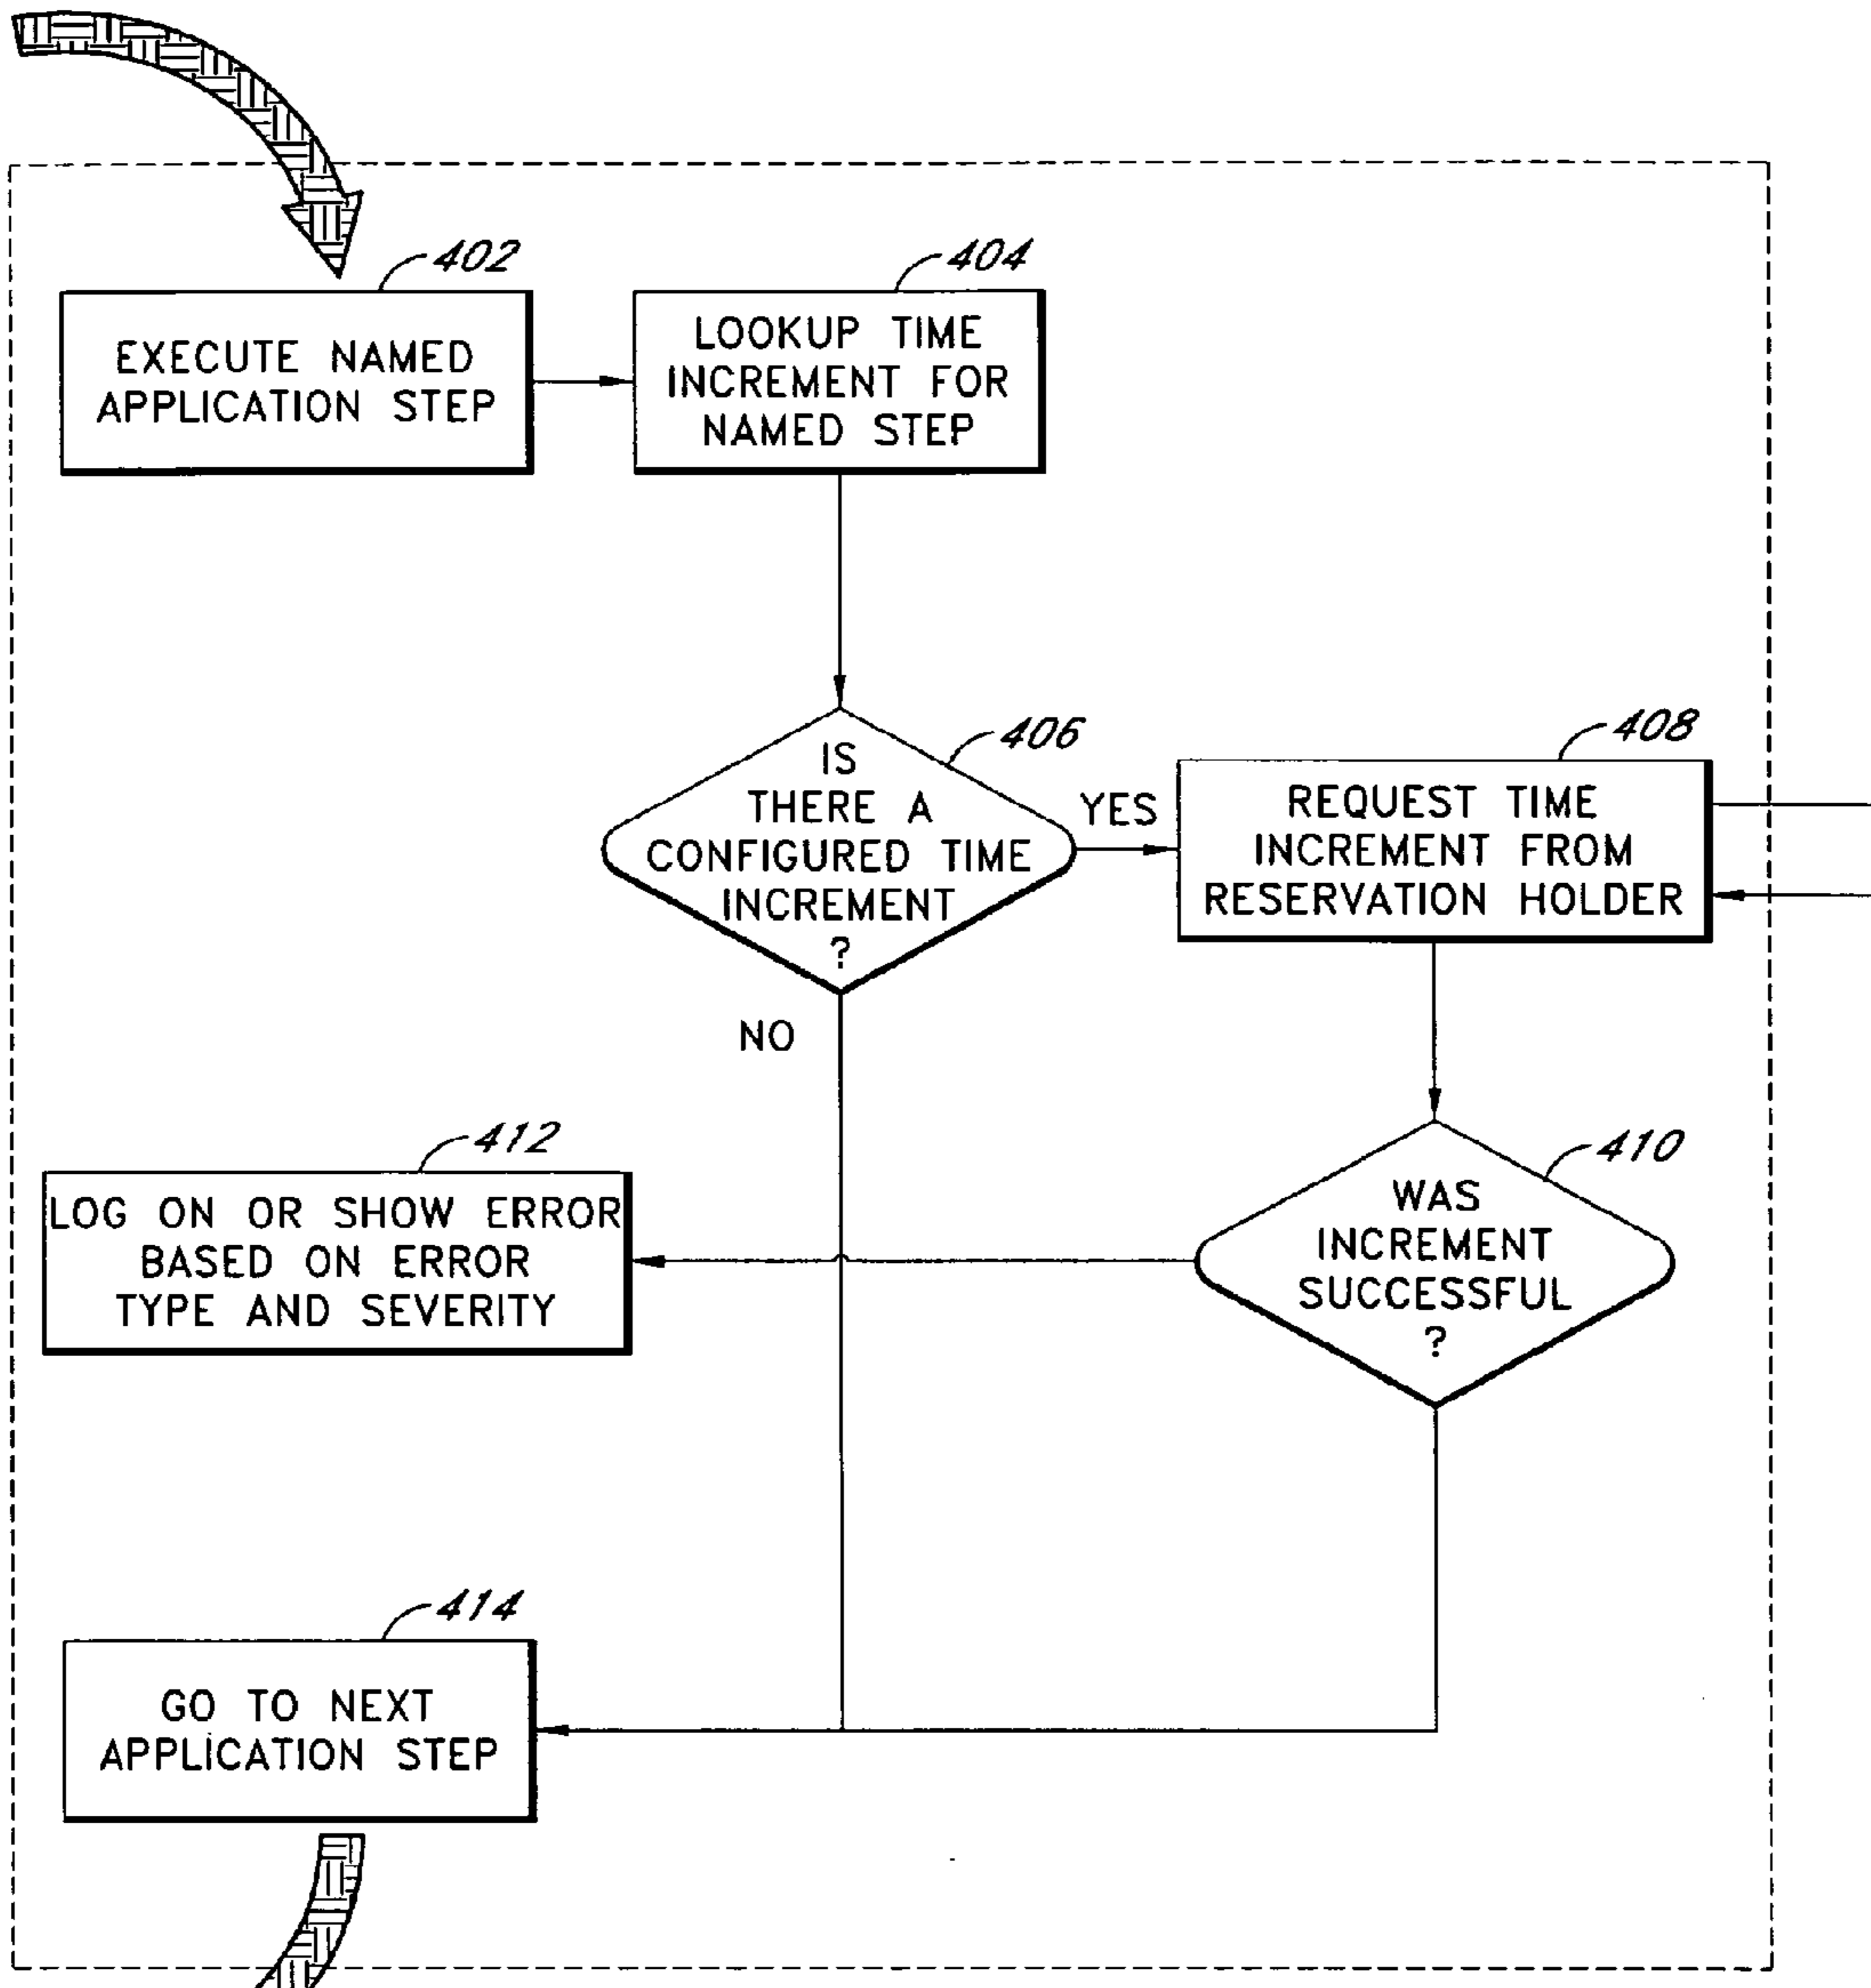 402
EXECUTE NAMED
APPLICATION STEP
404
LOOKUP TIME
INCREMENT FOR
NAMED STEP
406
IS
THERE A
CONFIGURED TIME
INCREMENT
?
YES
NO
408
REQUEST TIME
INCREMENT FROM
RESERVATION HOLDER
410
WAS
INCREMENT
SUCCESSFUL
?
412
LOG ON OR SHOW ERROR
BASED ON ERROR
TYPE AND SEVERITY
414
GO TO NEXT
APPLICATION STEP